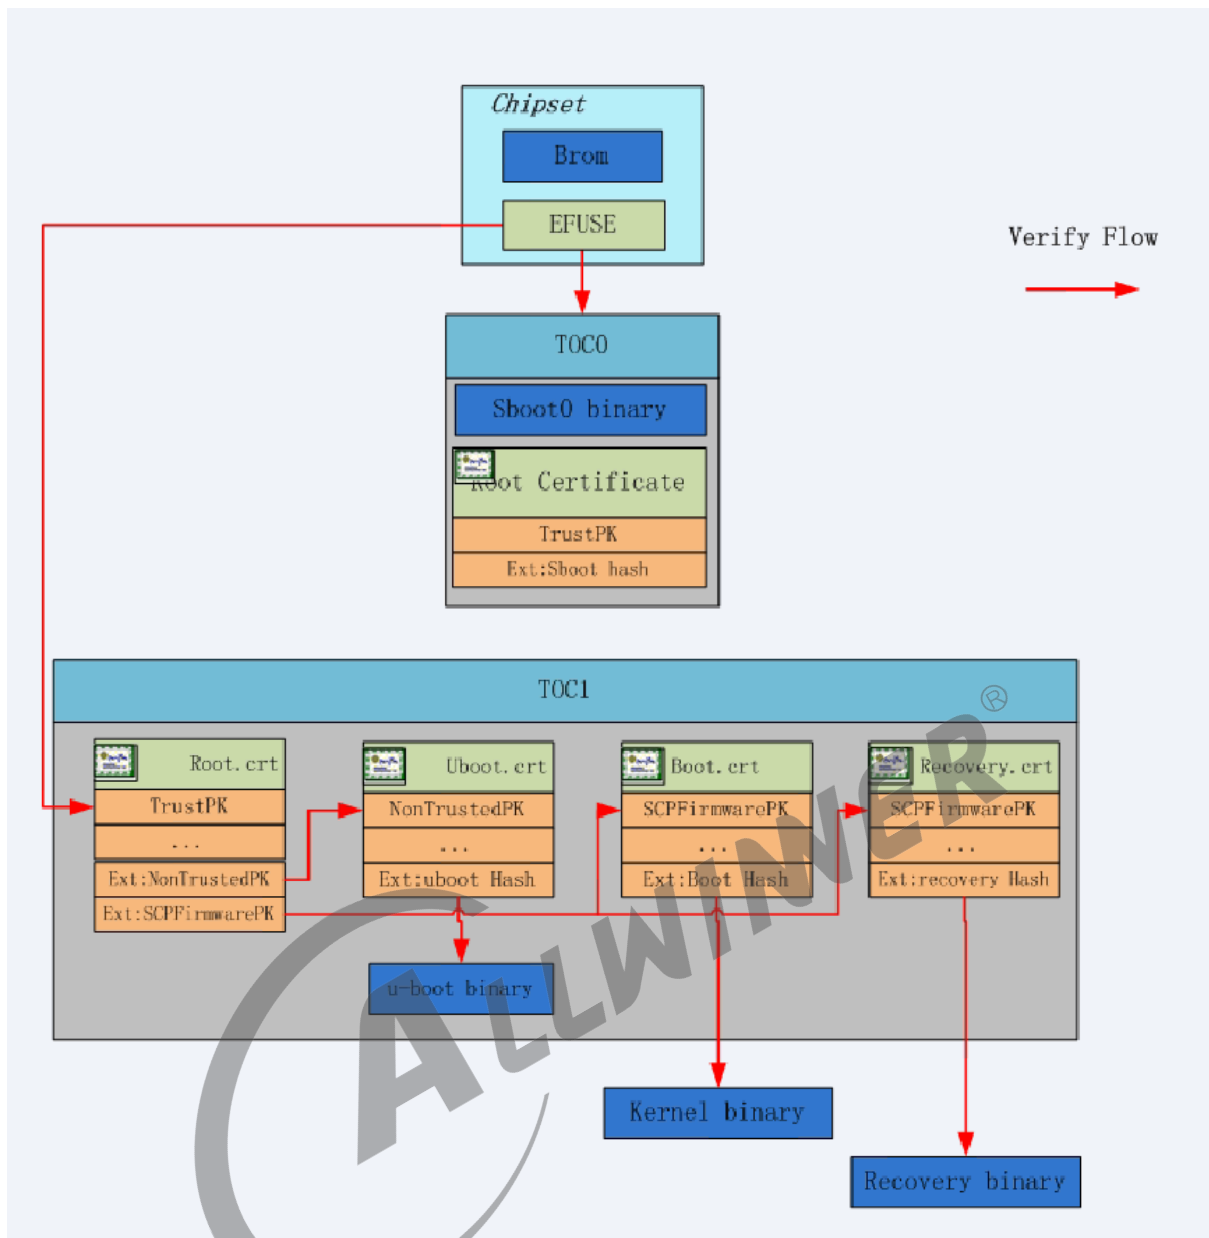 Chipset
Brom
EFUSE
Verify Flow
TOC0
Sboot0 binary
Root Certificate
TrustPK
Ext:Sboot hash
TOC1
Root.crt
TrustPK
...
Ext:NonTrustedPK
Ext:SCPFirmwarePK
Uboot.crt
NonTrustedPK
...
Ext:uboot Hash
u-boot binary
Boot.crt
SCPFirmwarePK
...
Ext:Boot Hash
Kernel binary
Recovery.crt
SCPFirmwarePK
...
Ext:recovery Hash
Recovery binary
ALLWINNER®